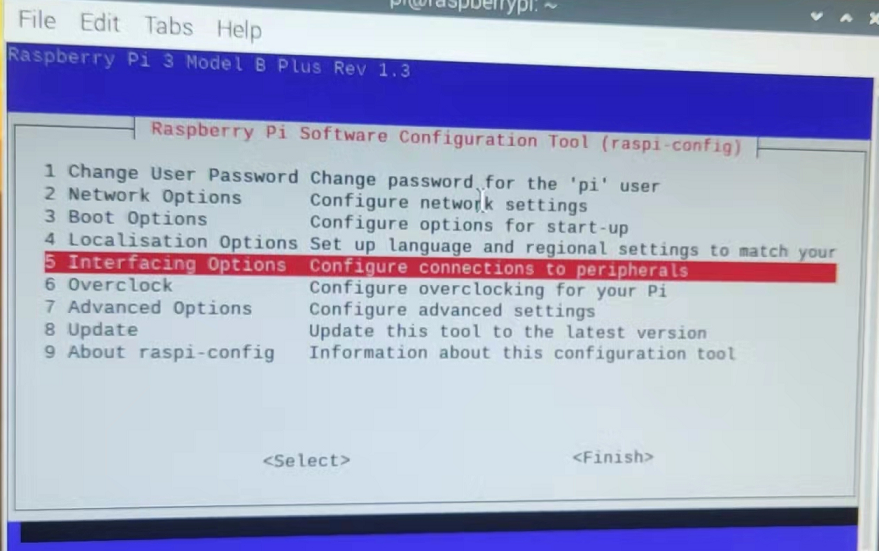 pi@raspberrypi: ~
File Edit Tabs Help
Raspberry Pi 3 Model B Plus Rev 1.3
Raspberry Pi Software Configuration Tool (raspi-config)
1 Change User Password Change password for the 'pi' user
2 Network Options Configure network settings
3 Boot Options Configure options for start-up
4 Localisation Options Set up language and regional settings to match your
5 Interfacing Options Configure connections to peripherals
6 Overclock Configure overclocking for your Pi
7 Advanced Options Configure advanced settings
8 Update Update this tool to the latest version
9 About raspi-config Information about this configuration tool
<Select> <Finish>